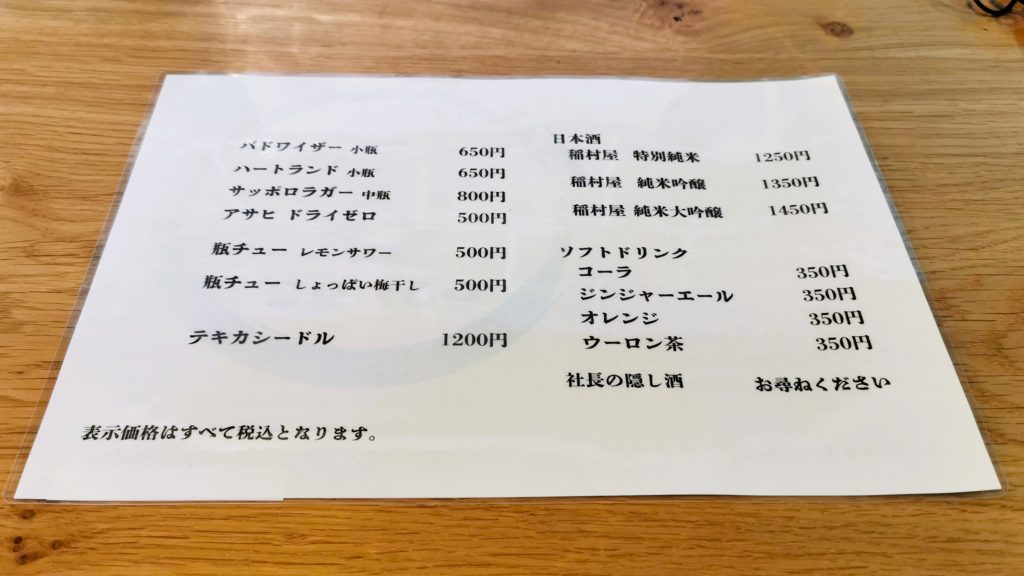 バドワイザー 小瓶 650円
ハートランド 小瓶 650円
サッポロラガー 中瓶 800円
アサヒ ドライゼロ 500円
瓶チュー レモンサワー 500円
瓶チュー しょっぱい梅干し 500円
テキカシードル 1200円
日本酒
稲村屋 特別純米 1250円
稲村屋 純米吟醸 1350円
稲村屋 純米大吟醸 1450円
ソフトドリンク
コーラ 350円
ジンジャーエール 350円
オレンジ 350円
ウーロン茶 350円
社長の隠し酒 お尋ねください
表示価格はすべて税込となります。